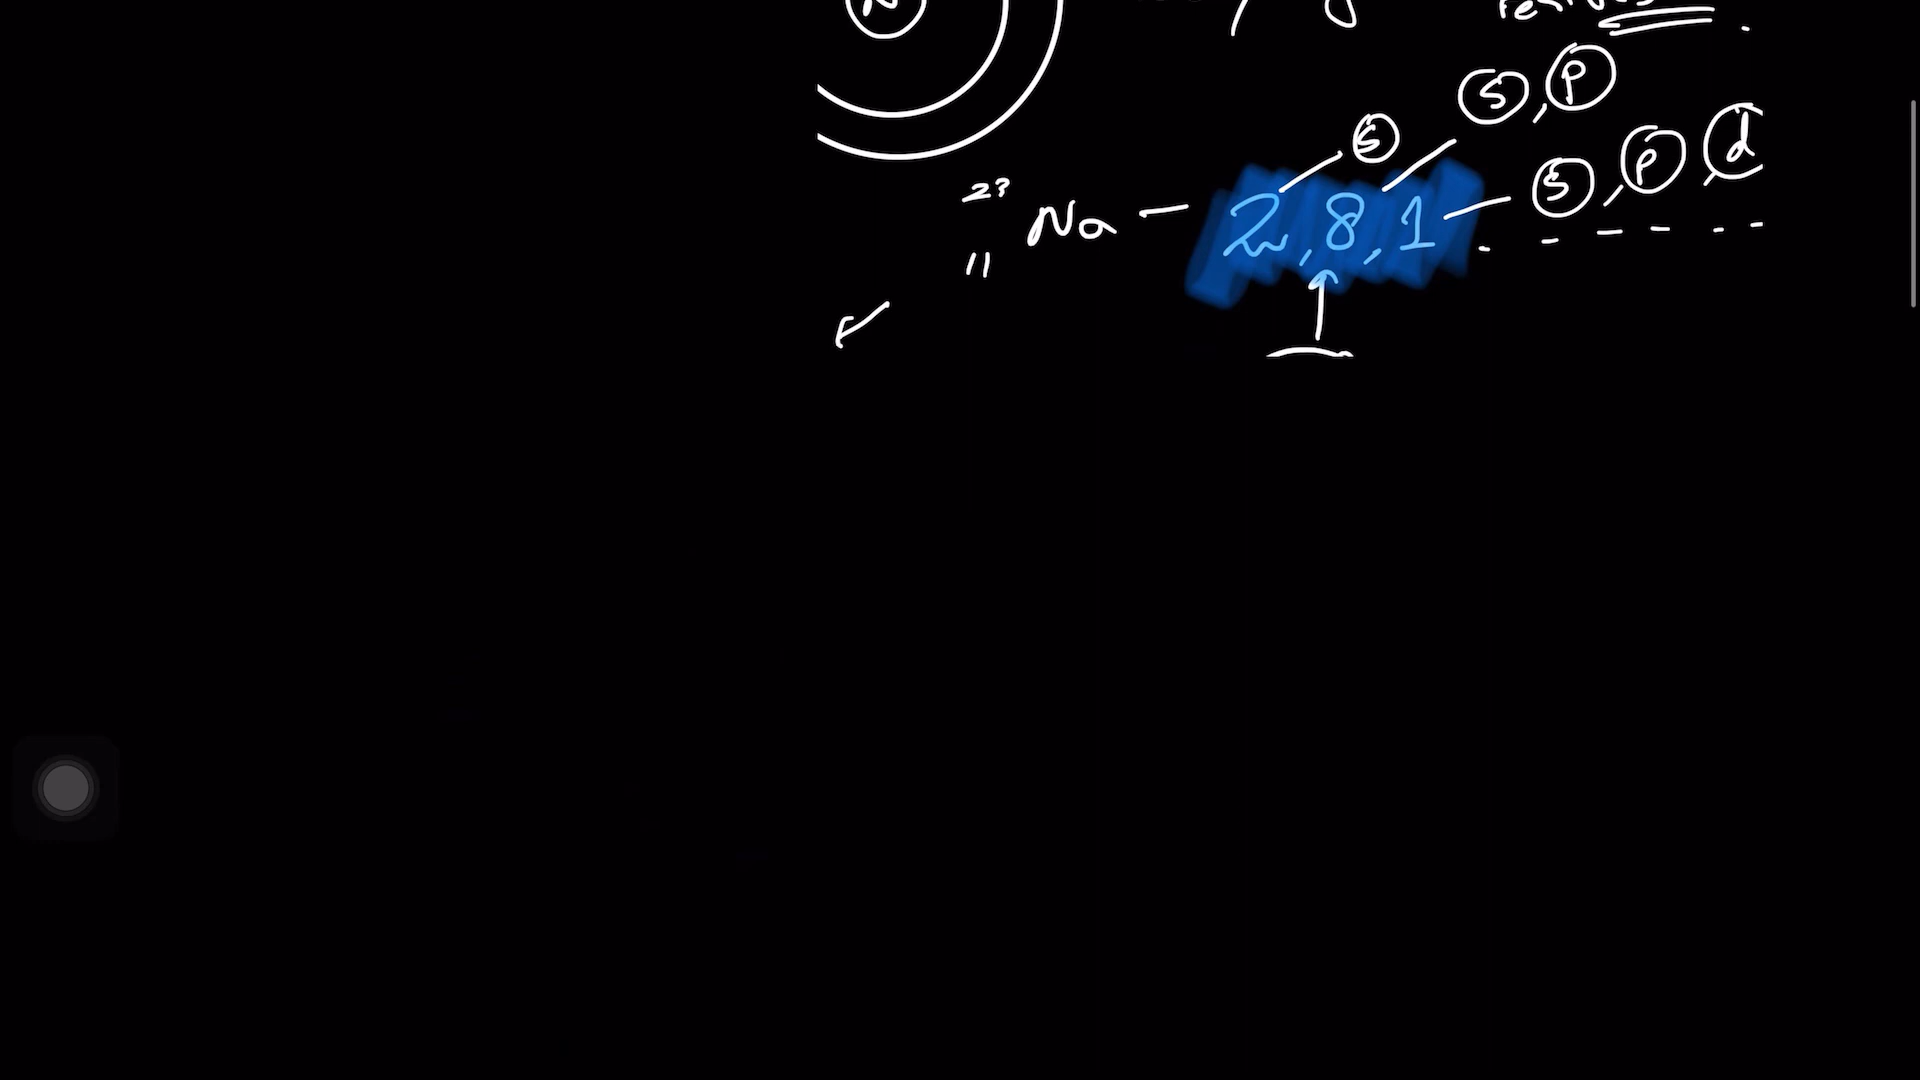 N
S, P
S
S, P, d
23
11 Na — 2, 8, 1